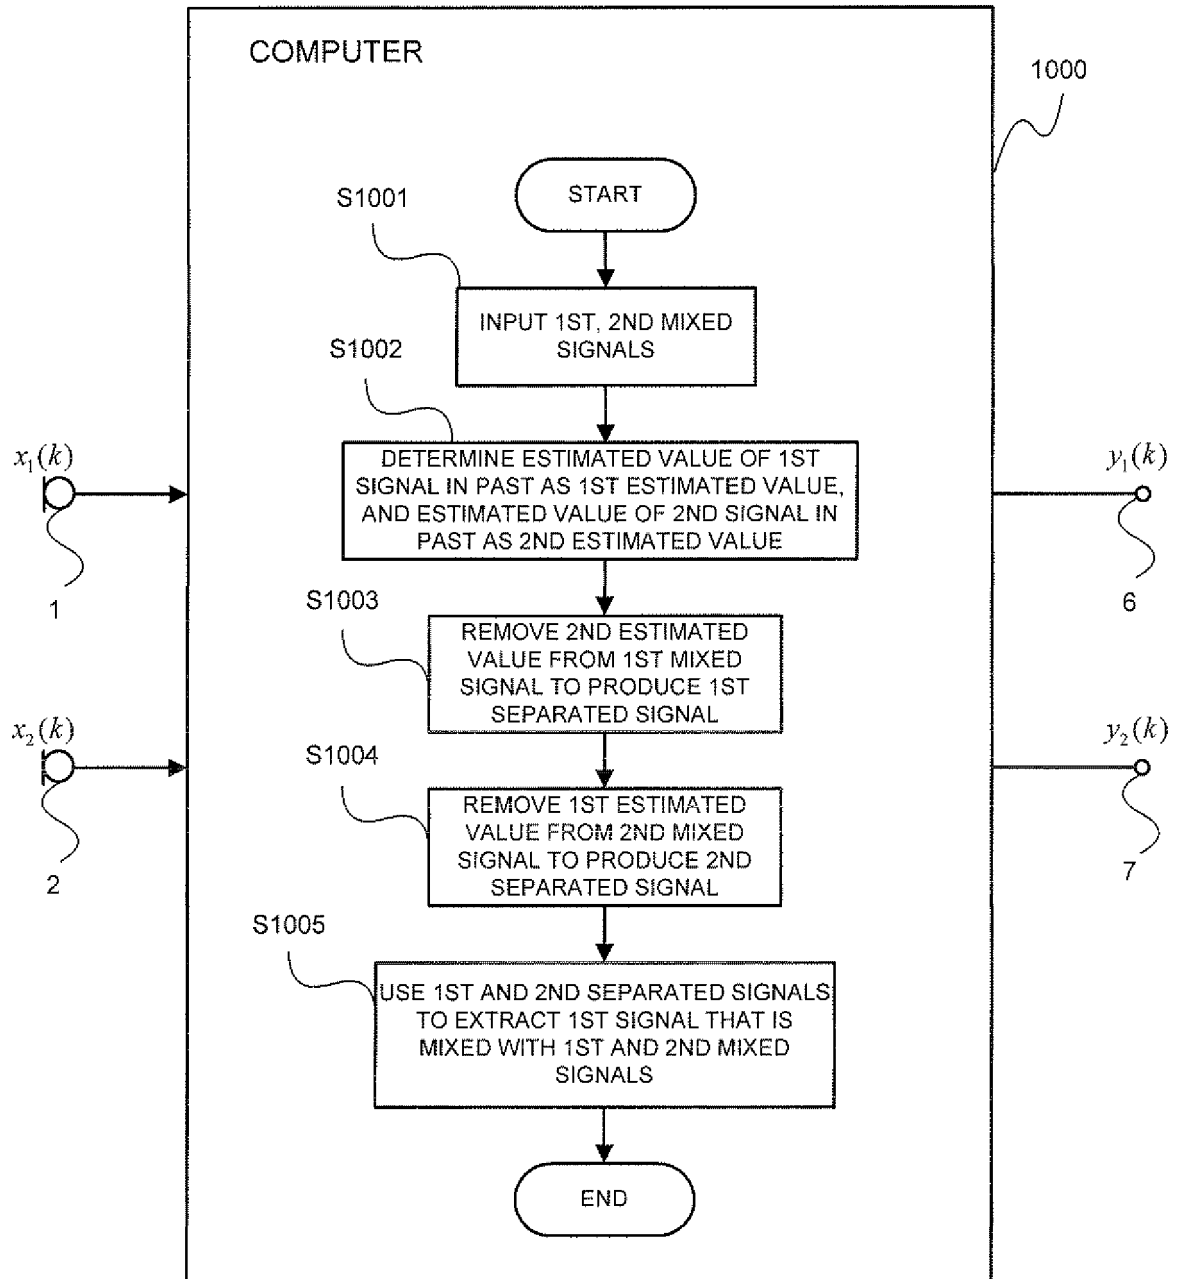 COMPUTER
1000
START
S1001
INPUT 1ST, 2ND MIXED
SIGNALS
S1002
DETERMINE ESTIMATED VALUE OF 1ST
SIGNAL IN PAST AS 1ST ESTIMATED VALUE,
AND ESTIMATED VALUE OF 2ND SIGNAL IN
PAST AS 2ND ESTIMATED VALUE
x₁(k)
1
y₁(k)
6
S1003
REMOVE 2ND ESTIMATED
VALUE FROM 1ST MIXED
SIGNAL TO PRODUCE 1ST
SEPARATED SIGNAL
x₂(k)
2
y₂(k)
7
S1004
REMOVE 1ST ESTIMATED
VALUE FROM 2ND MIXED
SIGNAL TO PRODUCE 2ND
SEPARATED SIGNAL
S1005
USE 1ST AND 2ND SEPARATED SIGNALS
TO EXTRACT 1ST SIGNAL THAT IS
MIXED WITH 1ST AND 2ND MIXED
SIGNALS
END